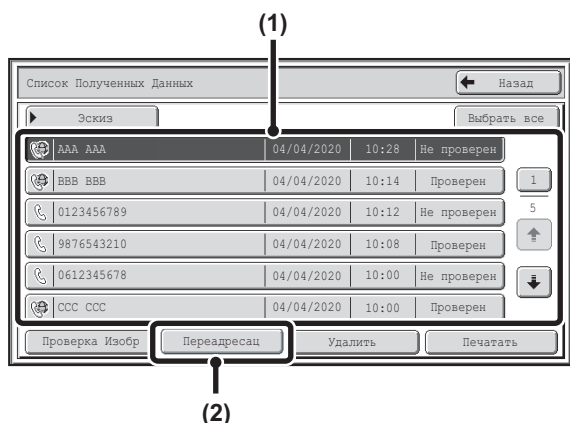 (1)
Список Полученных Данных Назад
Эскиз Выбрать все
AAA AAA 04/04/2020 10:28 Не проверен
BBB BBB 04/04/2020 10:14 Проверен 1
0123456789 04/04/2020 10:12 Не проверен 5
9876543210 04/04/2020 10:08 Проверен
0612345678 04/04/2020 10:00 Не проверен
CCC CCC 04/04/2020 10:00 Проверен
Проверка Изобр Переадресац Удалить Печатать
(2)